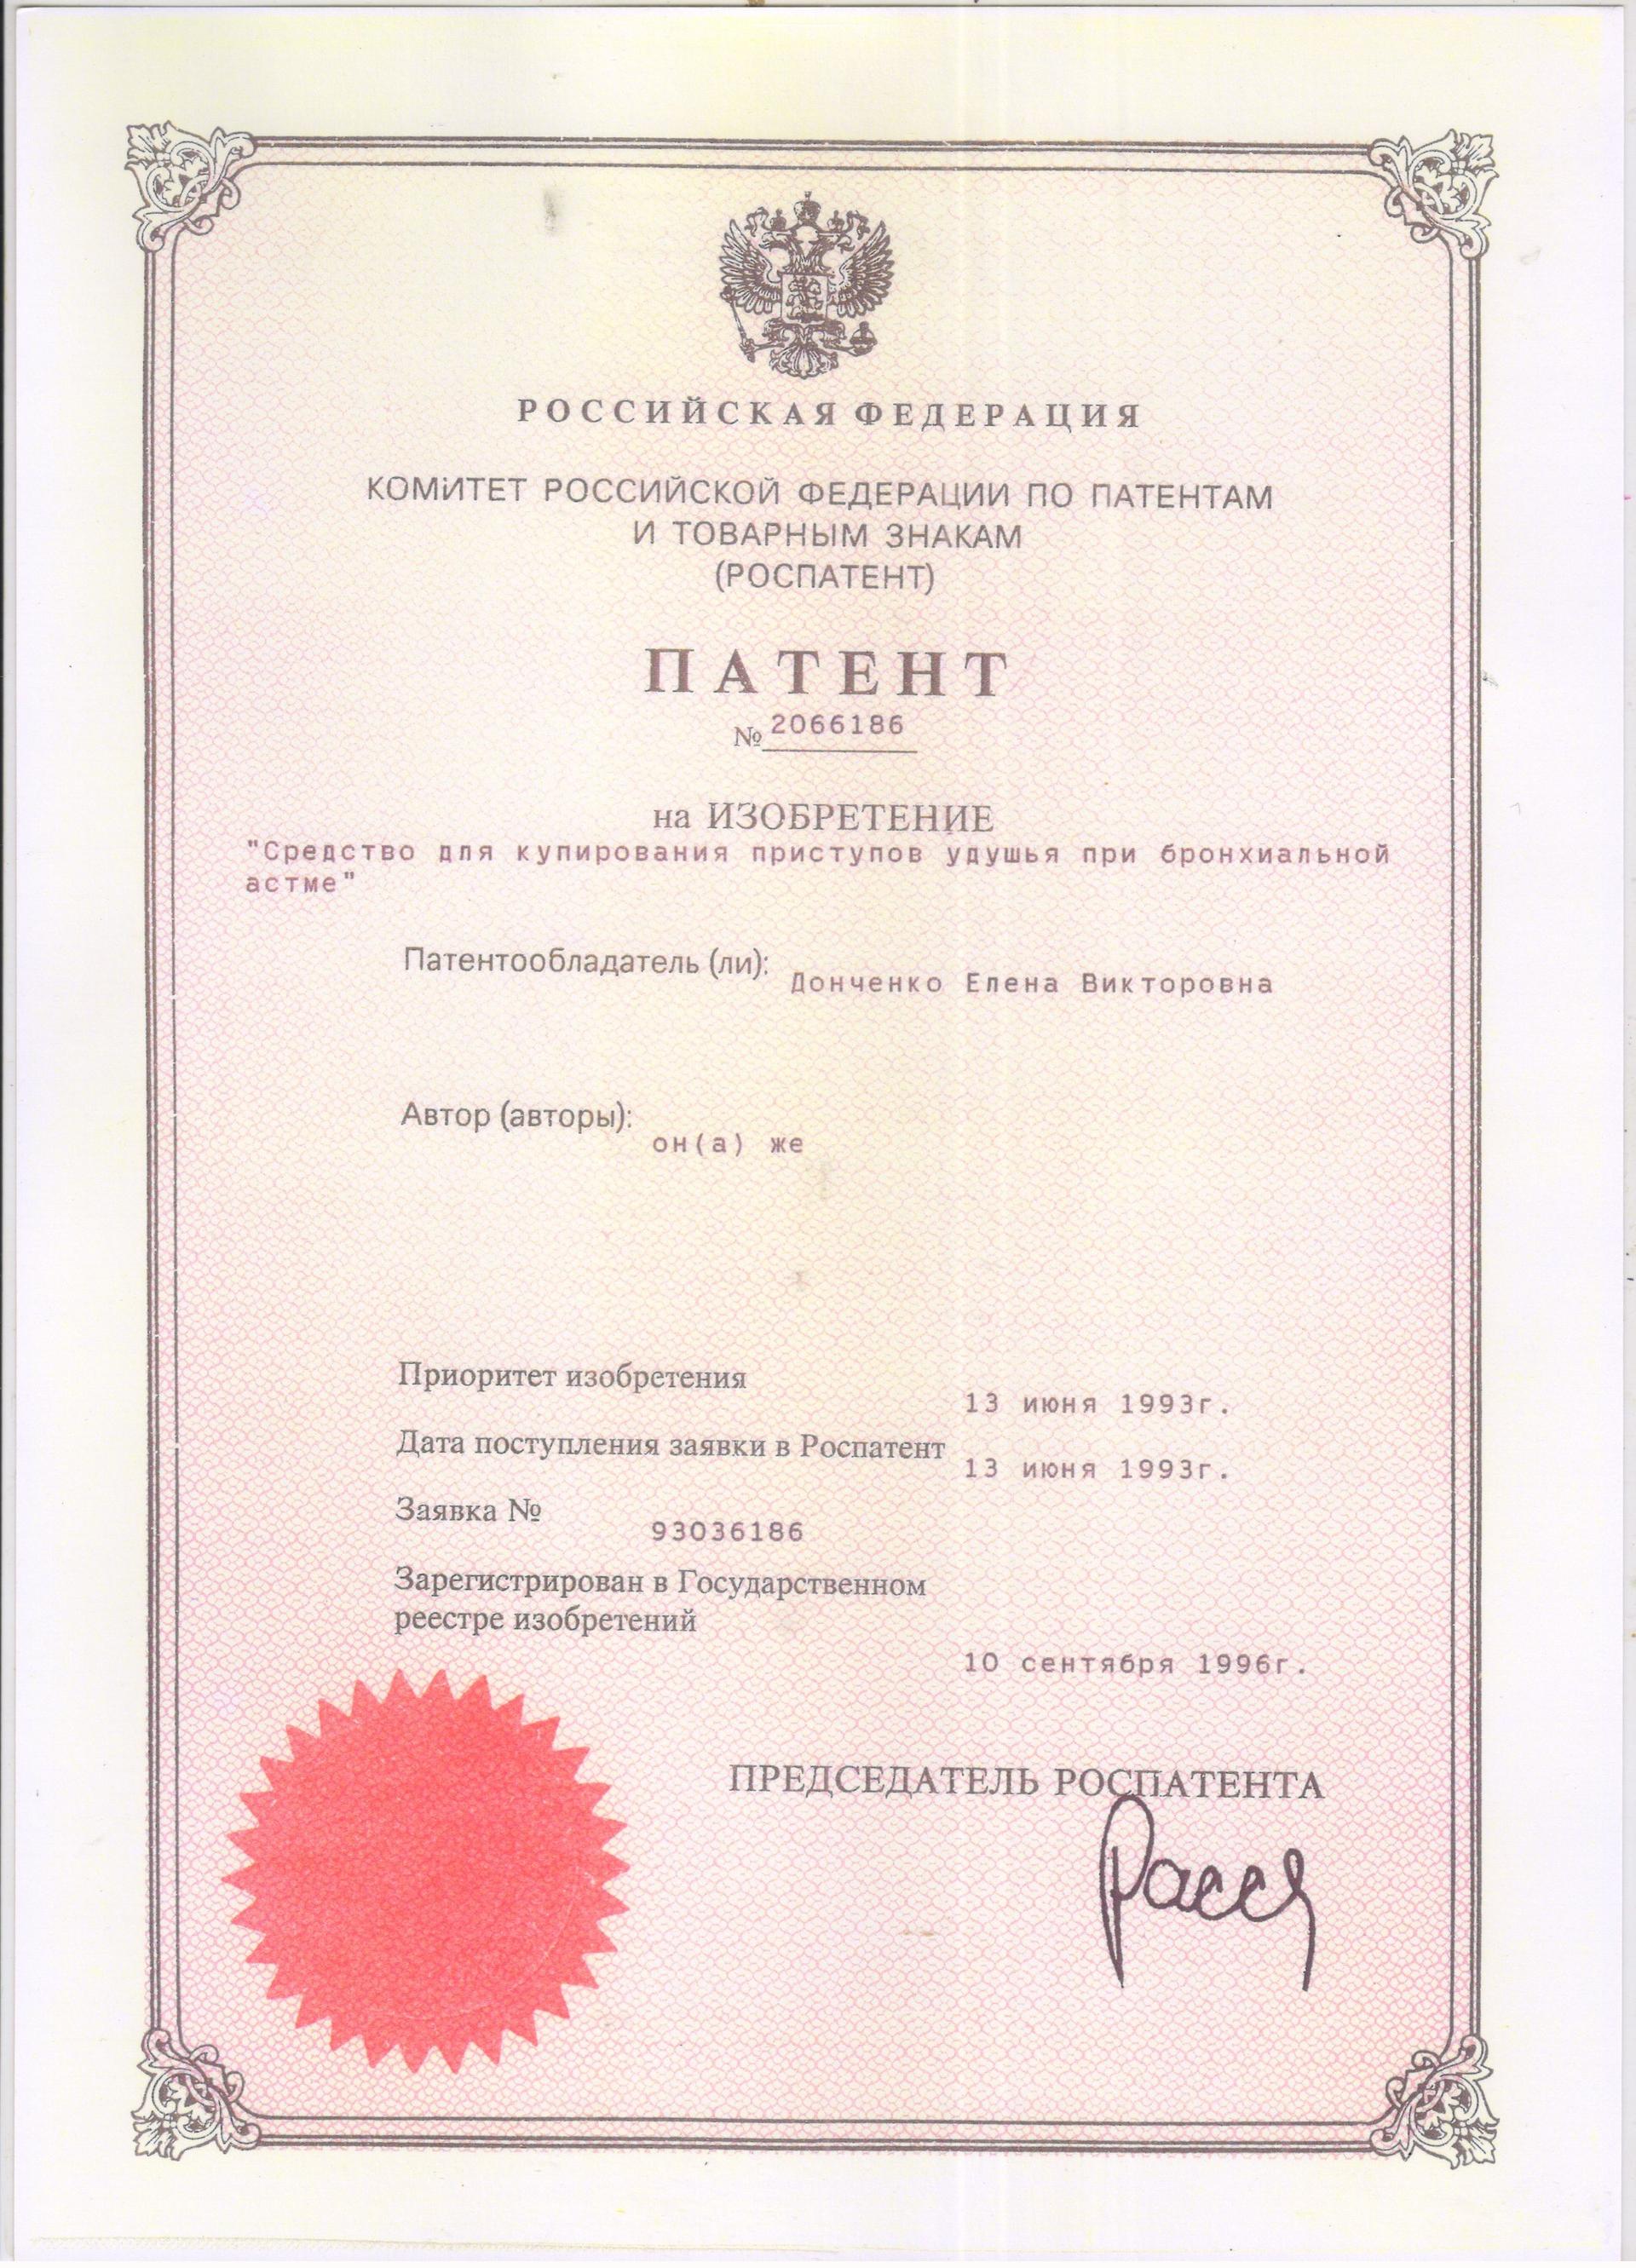 РОССИЙСКАЯ ФЕДЕРАЦИЯ
КОМИТЕТ РОССИЙСКОЙ ФЕДЕРАЦИИ ПО ПАТЕНТАМ
И ТОВАРНЫМ ЗНАКАМ
(РОСПАТЕНТ)
ПАТЕНТ
№ 2066186
на ИЗОБРЕТЕНИЕ
"Средство для купирования приступов удушья при бронхиальной
астме"
Патентообладатель (ли): Донченко Елена Викторовна
Автор (авторы): он(а) же
Приоритет изобретения 13 июня 1993г.
Дата поступления заявки в Роспатент 13 июня 1993г.
Заявка № 93036186
Зарегистрирован в Государственном
реестре изобретений
10 сентября 1996г.
ПРЕДСЕДАТЕЛЬ РОСПАТЕНТА